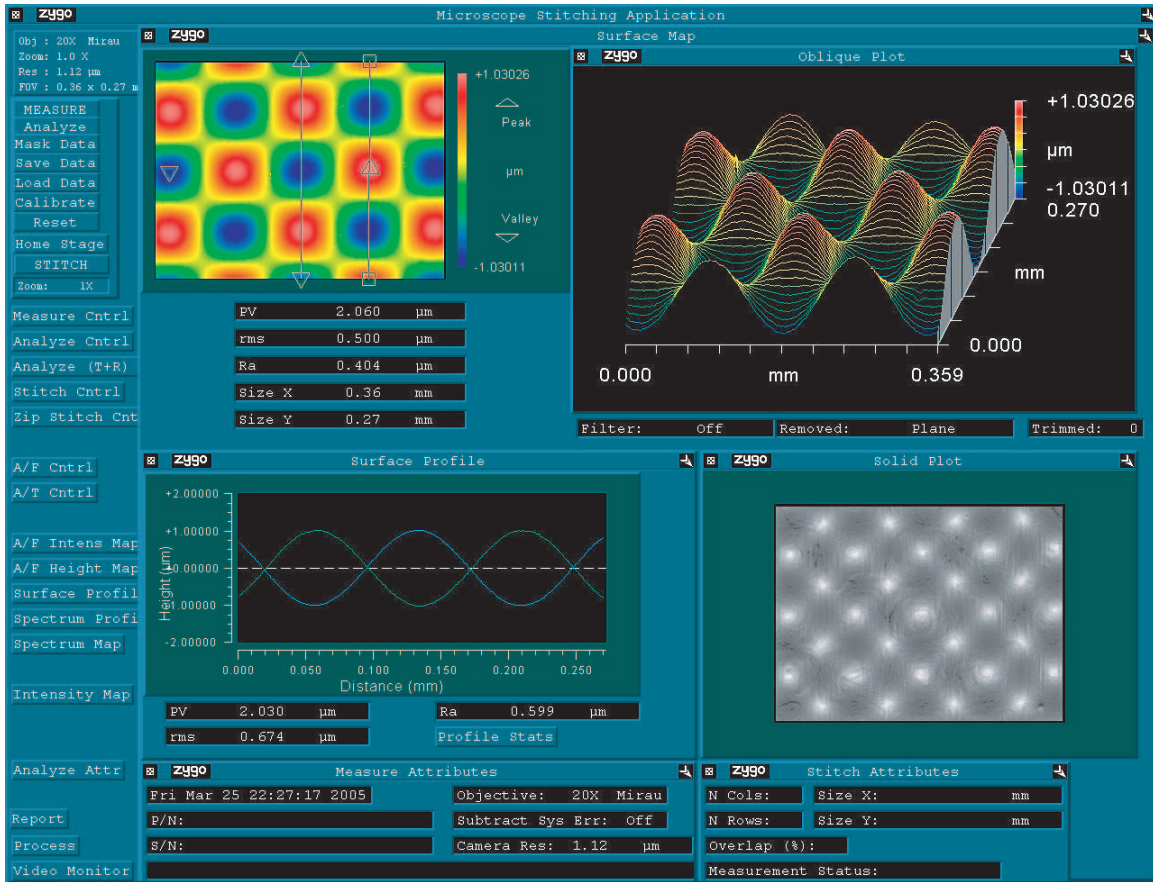 zygo Microscope Stitching Application
Obj : 20X Mirau
Zoom: 1.0 X
Res : 1.12 µm
FOV : 0.36 x 0.27 m
MEASURE
Analyze
Mask Data
Save Data
Load Data
Calibrate
Reset
Home Stage
STITCH
Zoom: 1X
Measure Cntrl
Analyze Cntrl
Analyze (T+R)
Stitch Cntrl
Zip Stitch Cnt
A/F Cntrl
A/T Cntrl
A/F Intens Map
A/F Height Map
Surface Profil
Spectrum Profi
Spectrum Map
Intensity Map
Analyze Attr
Report
Process
Video Monitor
zygo Surface Map
+1.03026
Peak
µm
Valley
-1.03011
PV 2.060 µm
rms 0.500 µm
Ra 0.404 µm
Size X 0.36 mm
Size Y 0.27 mm
zygo Oblique Plot
+1.03026
µm
-1.03011
0.270
mm
0.000
0.000 mm 0.359
Filter: Off Removed: Plane Trimmed: 0
zygo Surface Profile
Height (µm)
+2.00000
+1.00000
+0.00000
-1.00000
-2.00000
0.000 0.050 0.100 0.150 0.200 0.250
Distance (mm)
PV 2.030 µm Ra 0.599 µm
rms 0.674 µm Profile Stats
zygo Solid Plot
zygo Measure Attributes
Fri Mar 25 22:27:17 2005 Objective: 20X Mirau
P/N: Subtract Sys Err: Off
S/N: Camera Res: 1.12 µm
zygo Stitch Attributes
N Cols: Size X: mm
N Rows: Size Y: mm
Overlap (%):
Measurement Status: